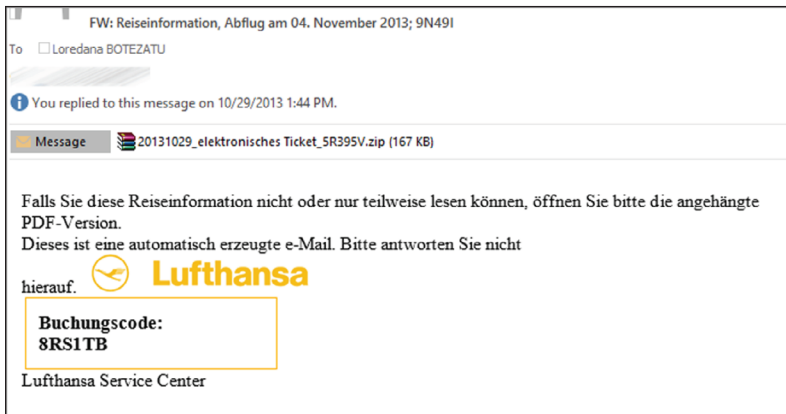 FW: Reiseinformation, Abflug am 04. November 2013; 9N49I
To Loredana BOTEZATU
You replied to this message on 10/29/2013 1:44 PM.
Message 20131029_elektronisches Ticket_5R395V.zip (167 KB)
Falls Sie diese Reiseinformation nicht oder nur teilweise lesen können, öffnen Sie bitte die angehängte
PDF-Version.
Dieses ist eine automatisch erzeugte e-Mail. Bitte antworten Sie nicht
hierauf. Lufthansa
Buchungscode:
8RS1TB
Lufthansa Service Center